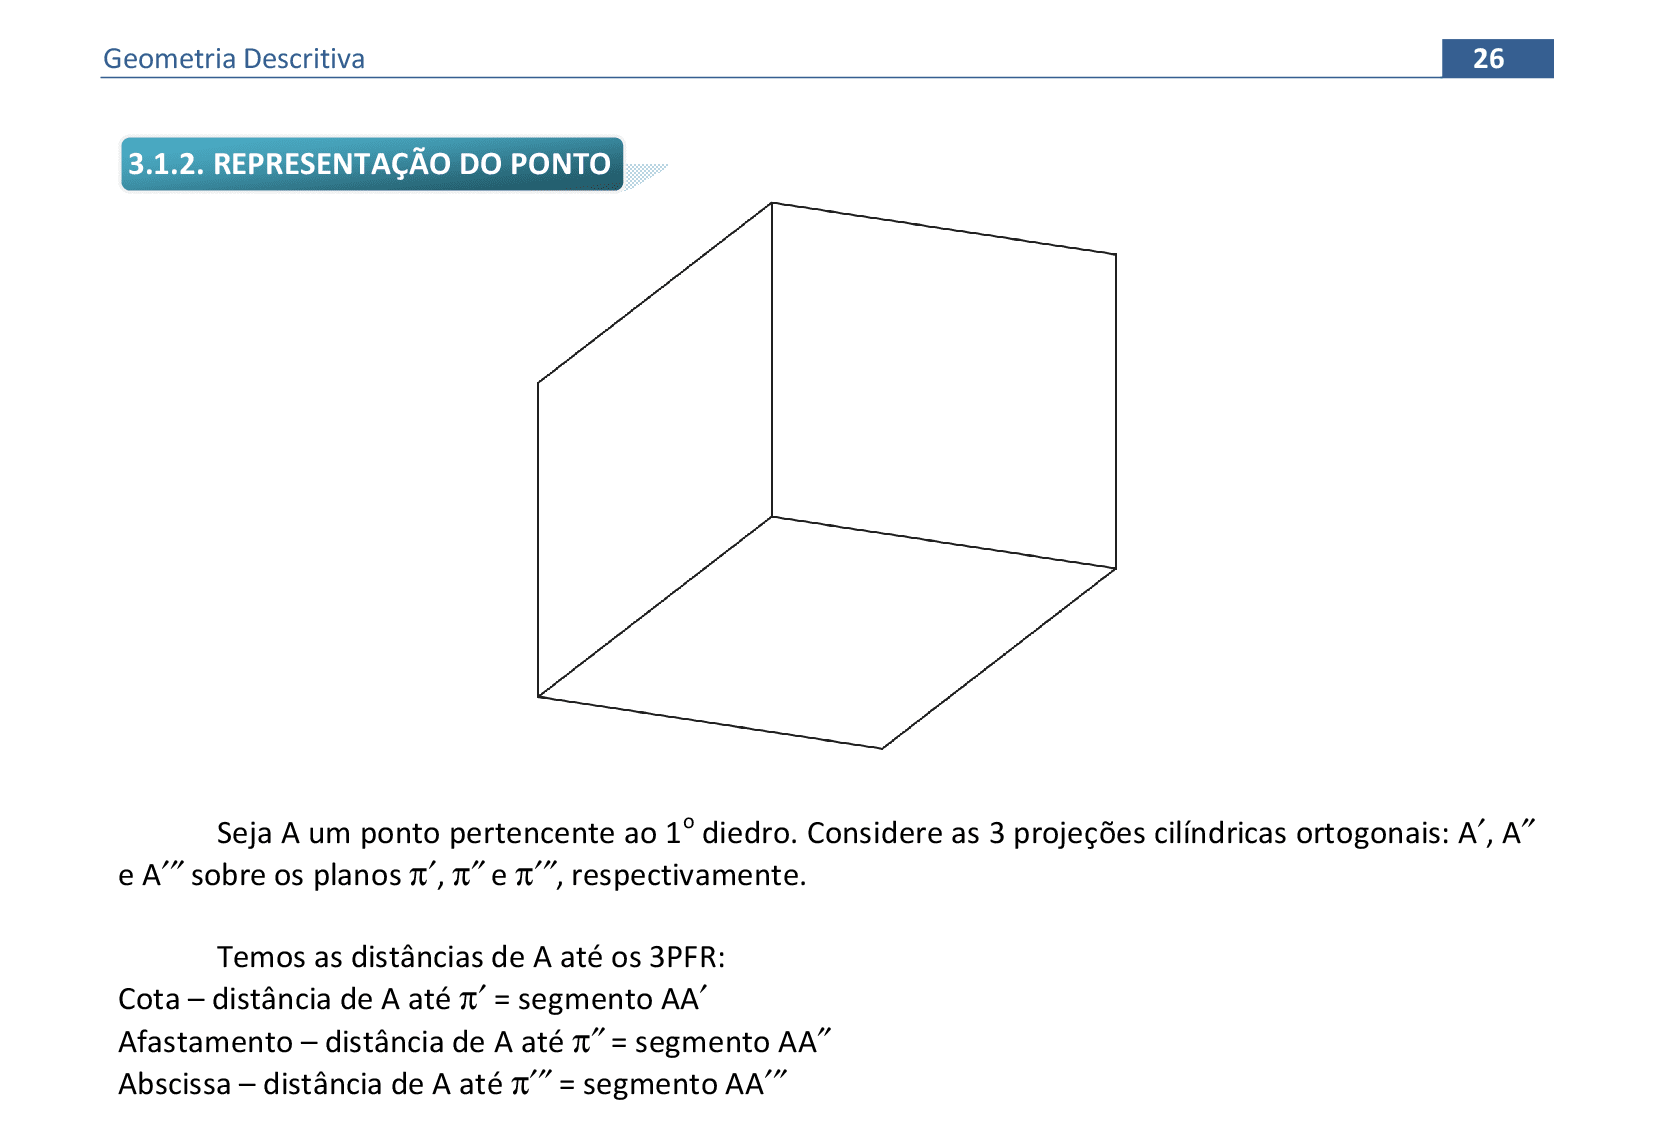 Geometria Descritiva
26
3.1.2. REPRESENTAÇÃO DO PONTO
Seja A um ponto pertencente ao 1º diedro. Considere as 3 projeções cilíndricas ortogonais: A′, A″
e A′″ sobre os planos π′, π″ e π′″, respectivamente.
Temos as distâncias de A até os 3PFR:
Cota – distância de A até π′ = segmento AA′
Afastamento – distância de A até π″ = segmento AA″
Abscissa – distância de A até π′″ = segmento AA′″